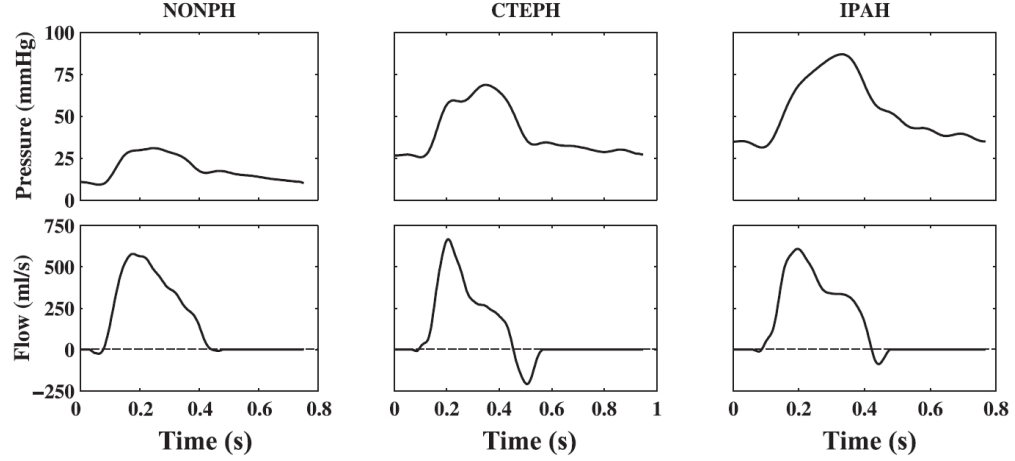 NONPH CTEPH IPAH
Pressure (mmHg)
100
75
50
25
0
Flow (ml/s)
750
500
250
0
−250
0 0.2 0.4 0.6 0.8 0 0.2 0.4 0.6 0.8 1 0 0.2 0.4 0.6 0.8
Time (s) Time (s) Time (s)